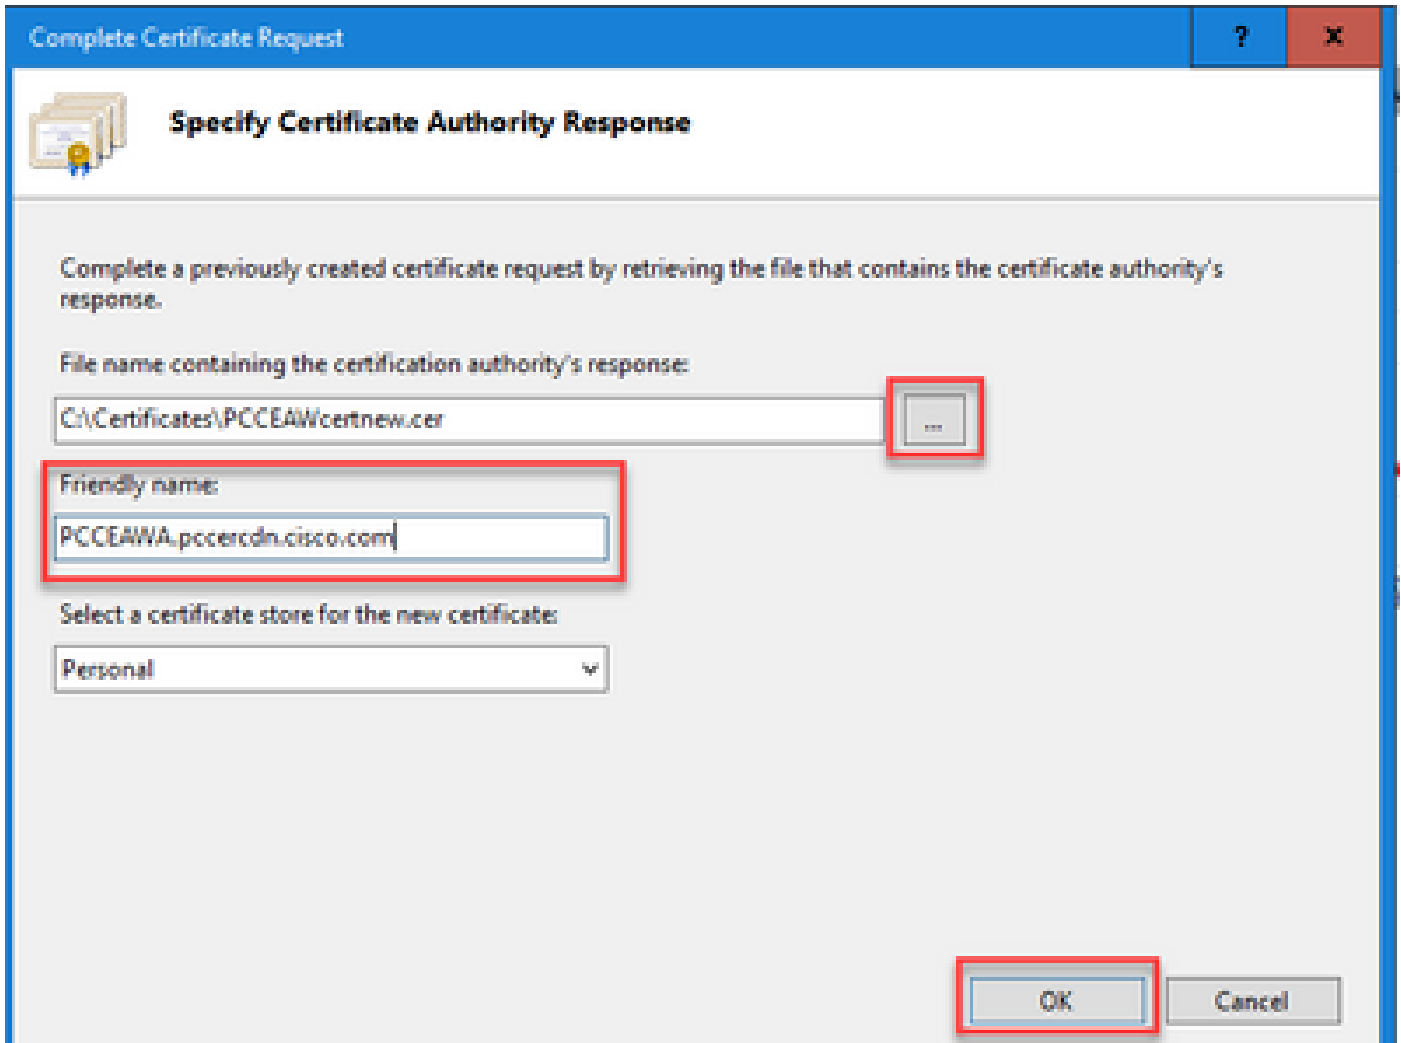 Complete Certificate Request
?
x
Specify Certificate Authority Response
Complete a previously created certificate request by retrieving the file that contains the certificate authority's
response.
File name containing the certification authority's response:
C:\Certificates\PCCEAWcertnew.cer
...
Friendly name:
PCCEAWA.pccercdn.cisco.com
Select a certificate store for the new certificate:
Personal
OK
Cancel